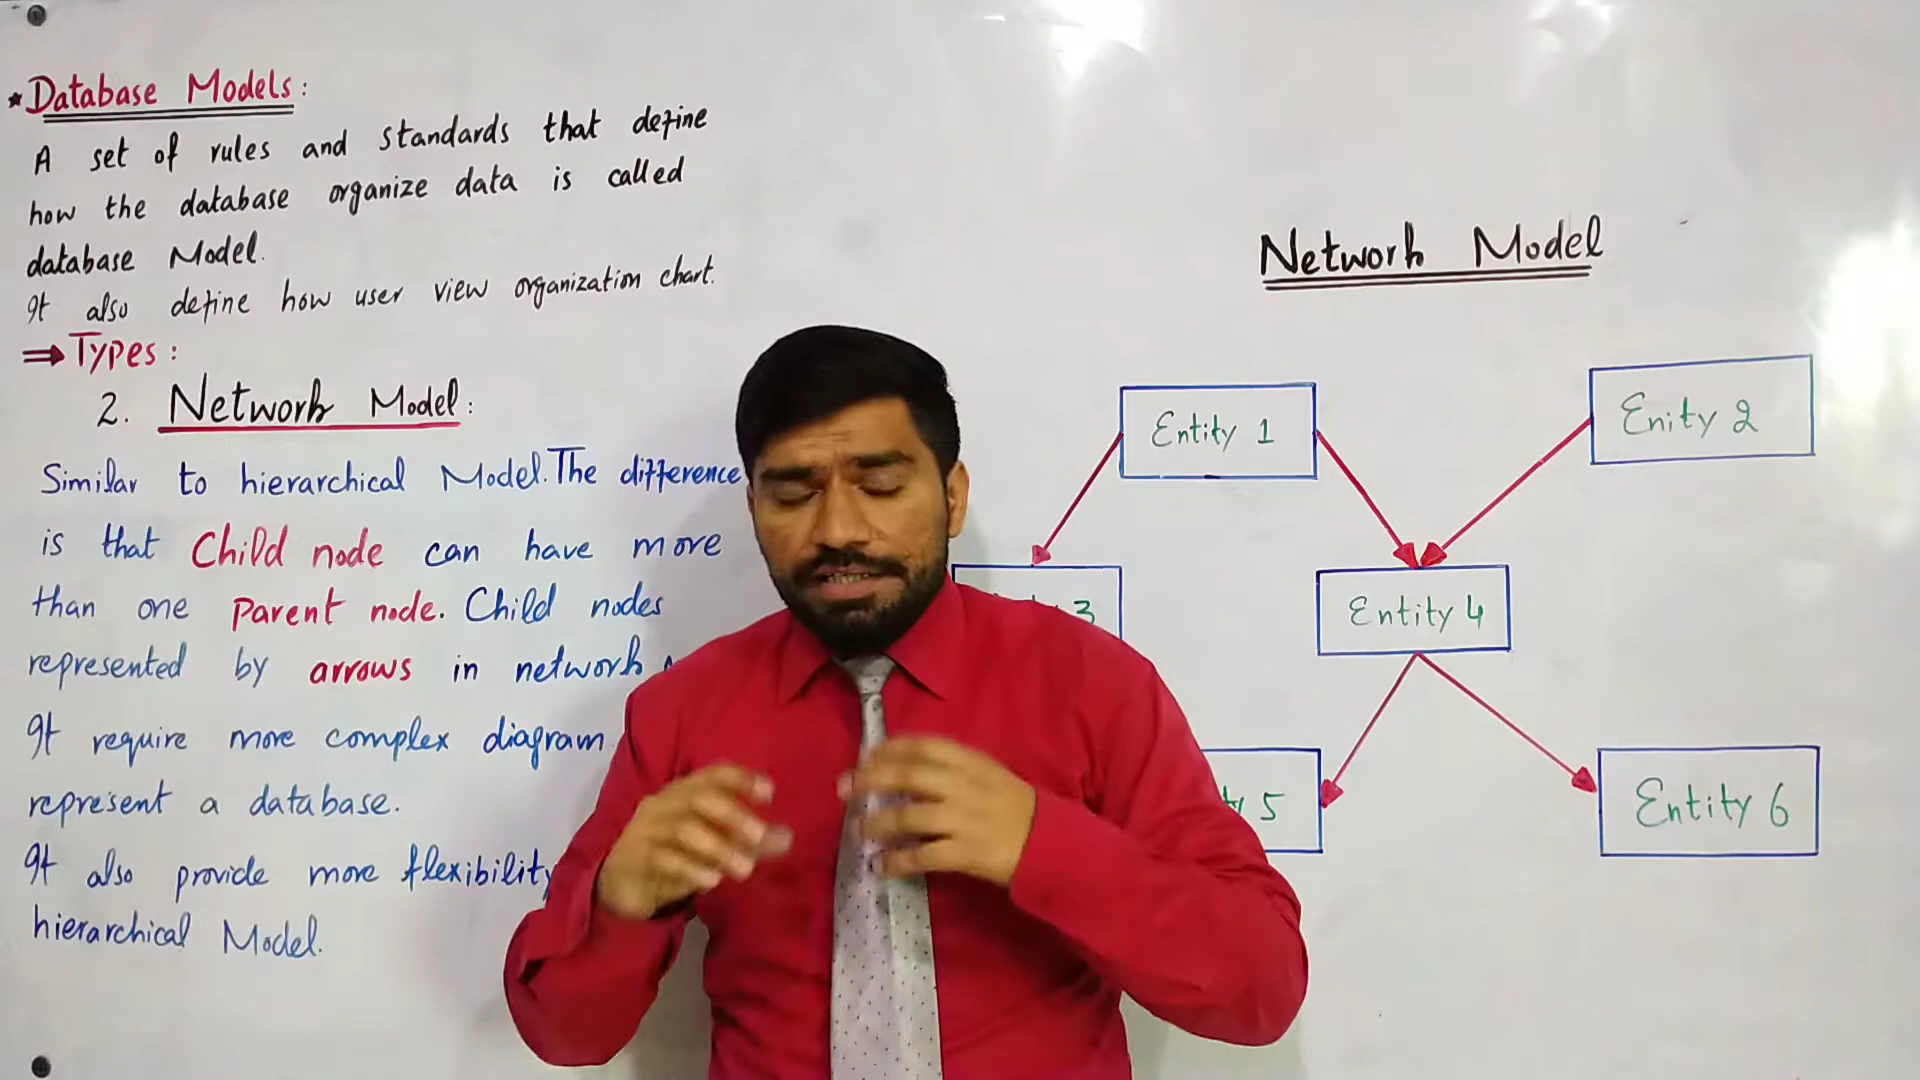 * Database Models:
A set of rules and standards that define
how the database organize data is called
database Model.
It also define how user view organization chart.
⇒ Types:
2. Network Model:
Similar to hierarchical Model. The difference
is that Child node can have more
than one Parent node. Child nodes
represented by arrows in network
It require more complex diagram
represent a database.
It also provide more flexibility
hierarchical Model.
Network Model
Entity 1
Enity 2
3
Entity 4
5
Entity 6